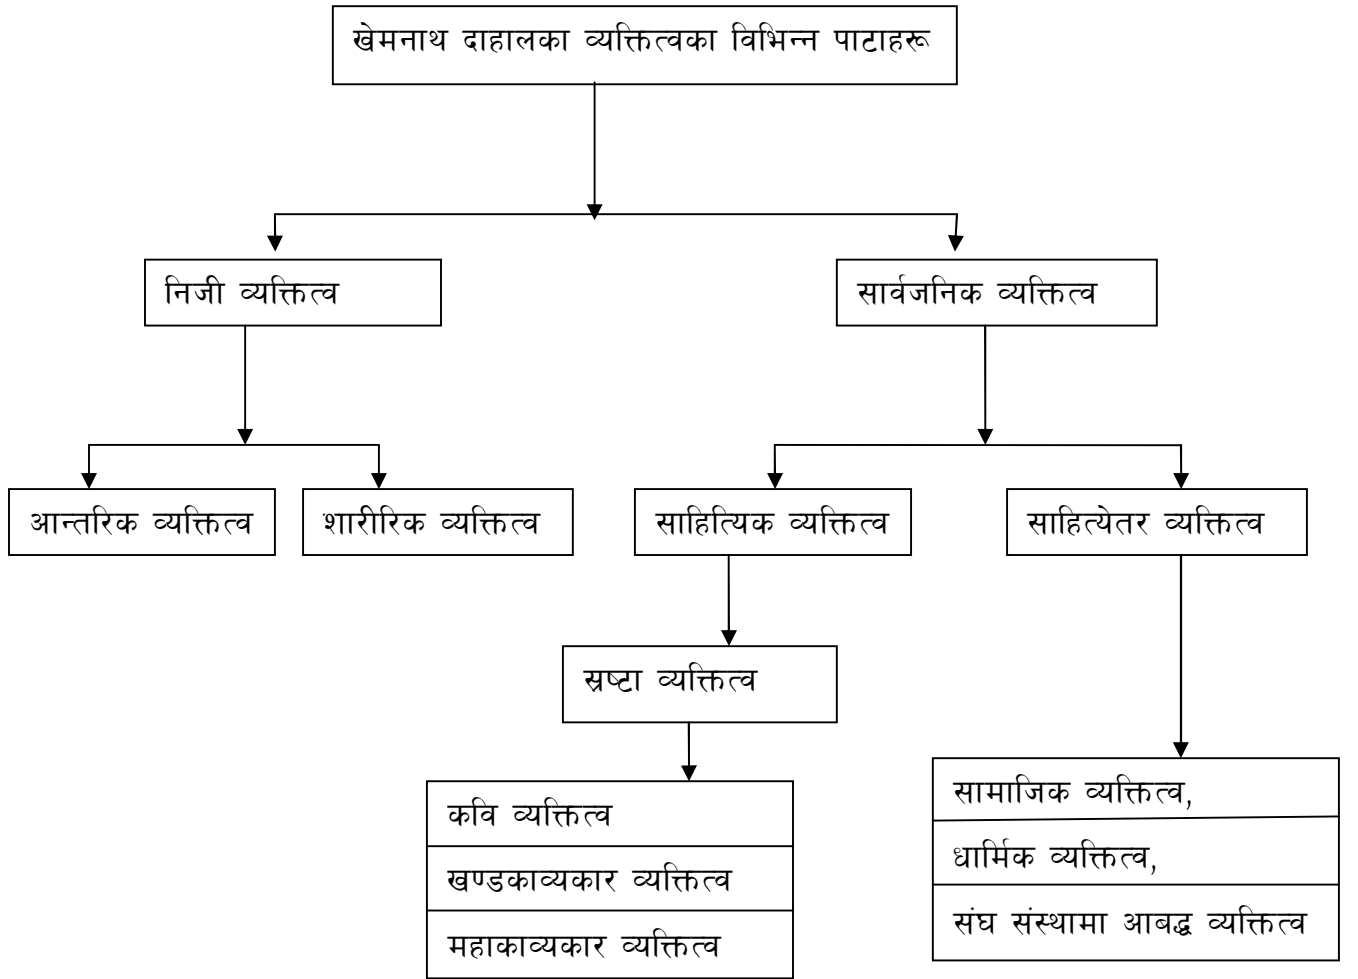 खेमनाथ दाहालका व्यक्तित्वका विभिन्न पाटाहरू
निजी व्यक्तित्व
सार्वजनिक व्यक्तित्व
आन्तरिक व्यक्तित्व
शारीरिक व्यक्तित्व
साहित्यिक व्यक्तित्व
साहित्येतर व्यक्तित्व
स्रष्टा व्यक्तित्व
कवि व्यक्तित्व
खण्डकाव्यकार व्यक्तित्व
महाकाव्यकार व्यक्तित्व
सामाजिक व्यक्तित्व,
धार्मिक व्यक्तित्व,
संघ संस्थामा आबद्ध व्यक्तित्व